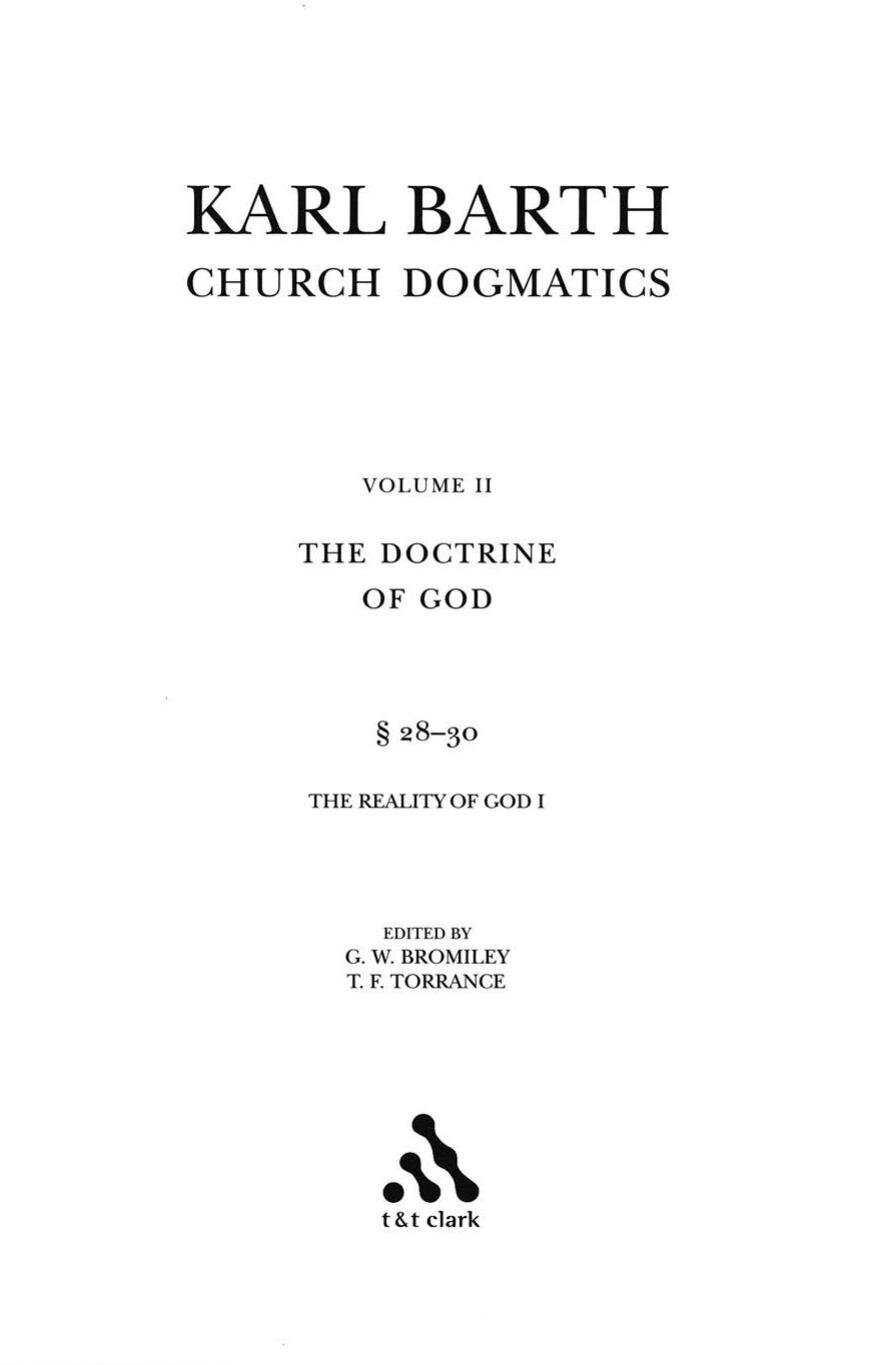 KARL BARTH
CHURCH DOGMATICS
VOLUME II
THE DOCTRINE
OF GOD
§ 28–30
THE REALITY OF GOD I
EDITED BY
G. W. BROMILEY
T. F. TORRANCE
t&t clark